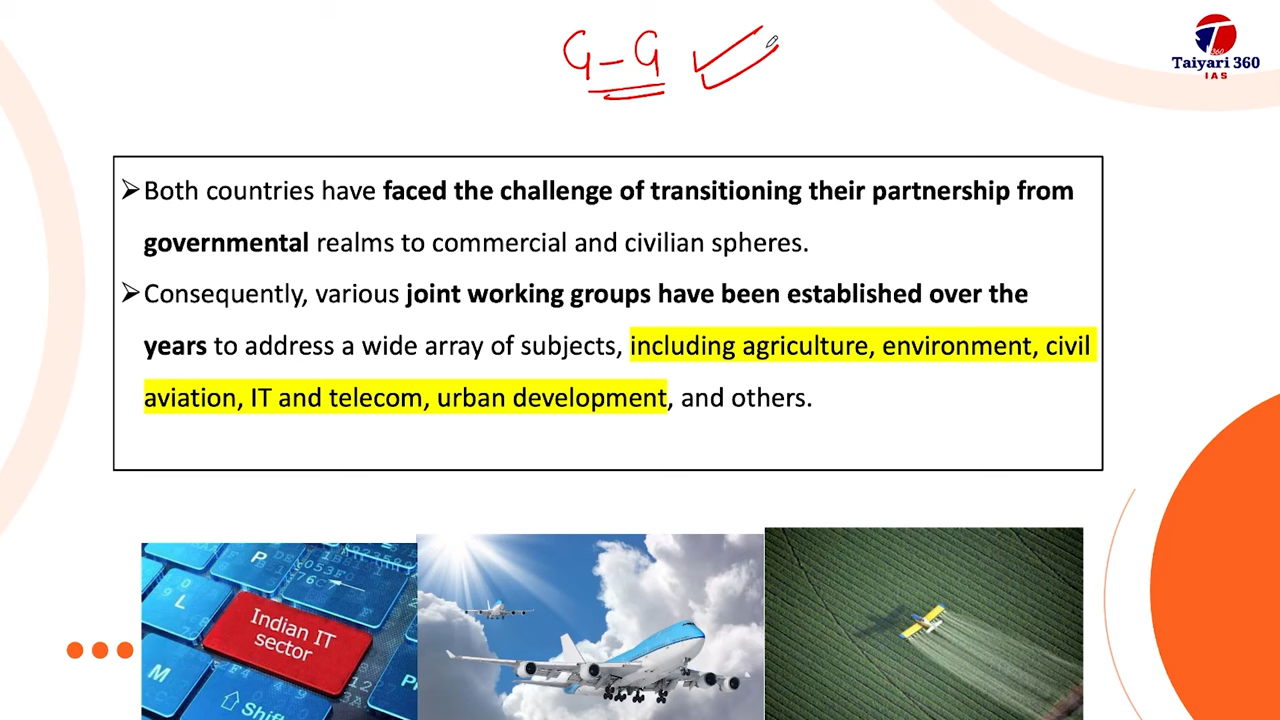 G-G
Taiyari 360
IAS
➢Both countries have faced the challenge of transitioning their partnership from
governmental realms to commercial and civilian spheres.
➢Consequently, various joint working groups have been established over the
years to address a wide array of subjects, including agriculture, environment, civil
aviation, IT and telecom, urban development, and others.
P
L
Indian IT
sector
M
Shift